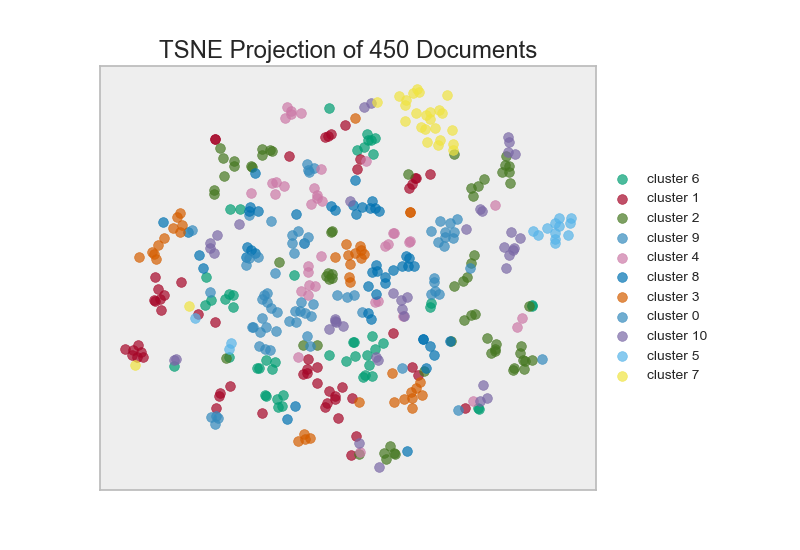 TSNE Projection of 450 Documents
cluster 6
cluster 1
cluster 2
cluster 9
cluster 4
cluster 8
cluster 3
cluster 0
cluster 10
cluster 5
cluster 7